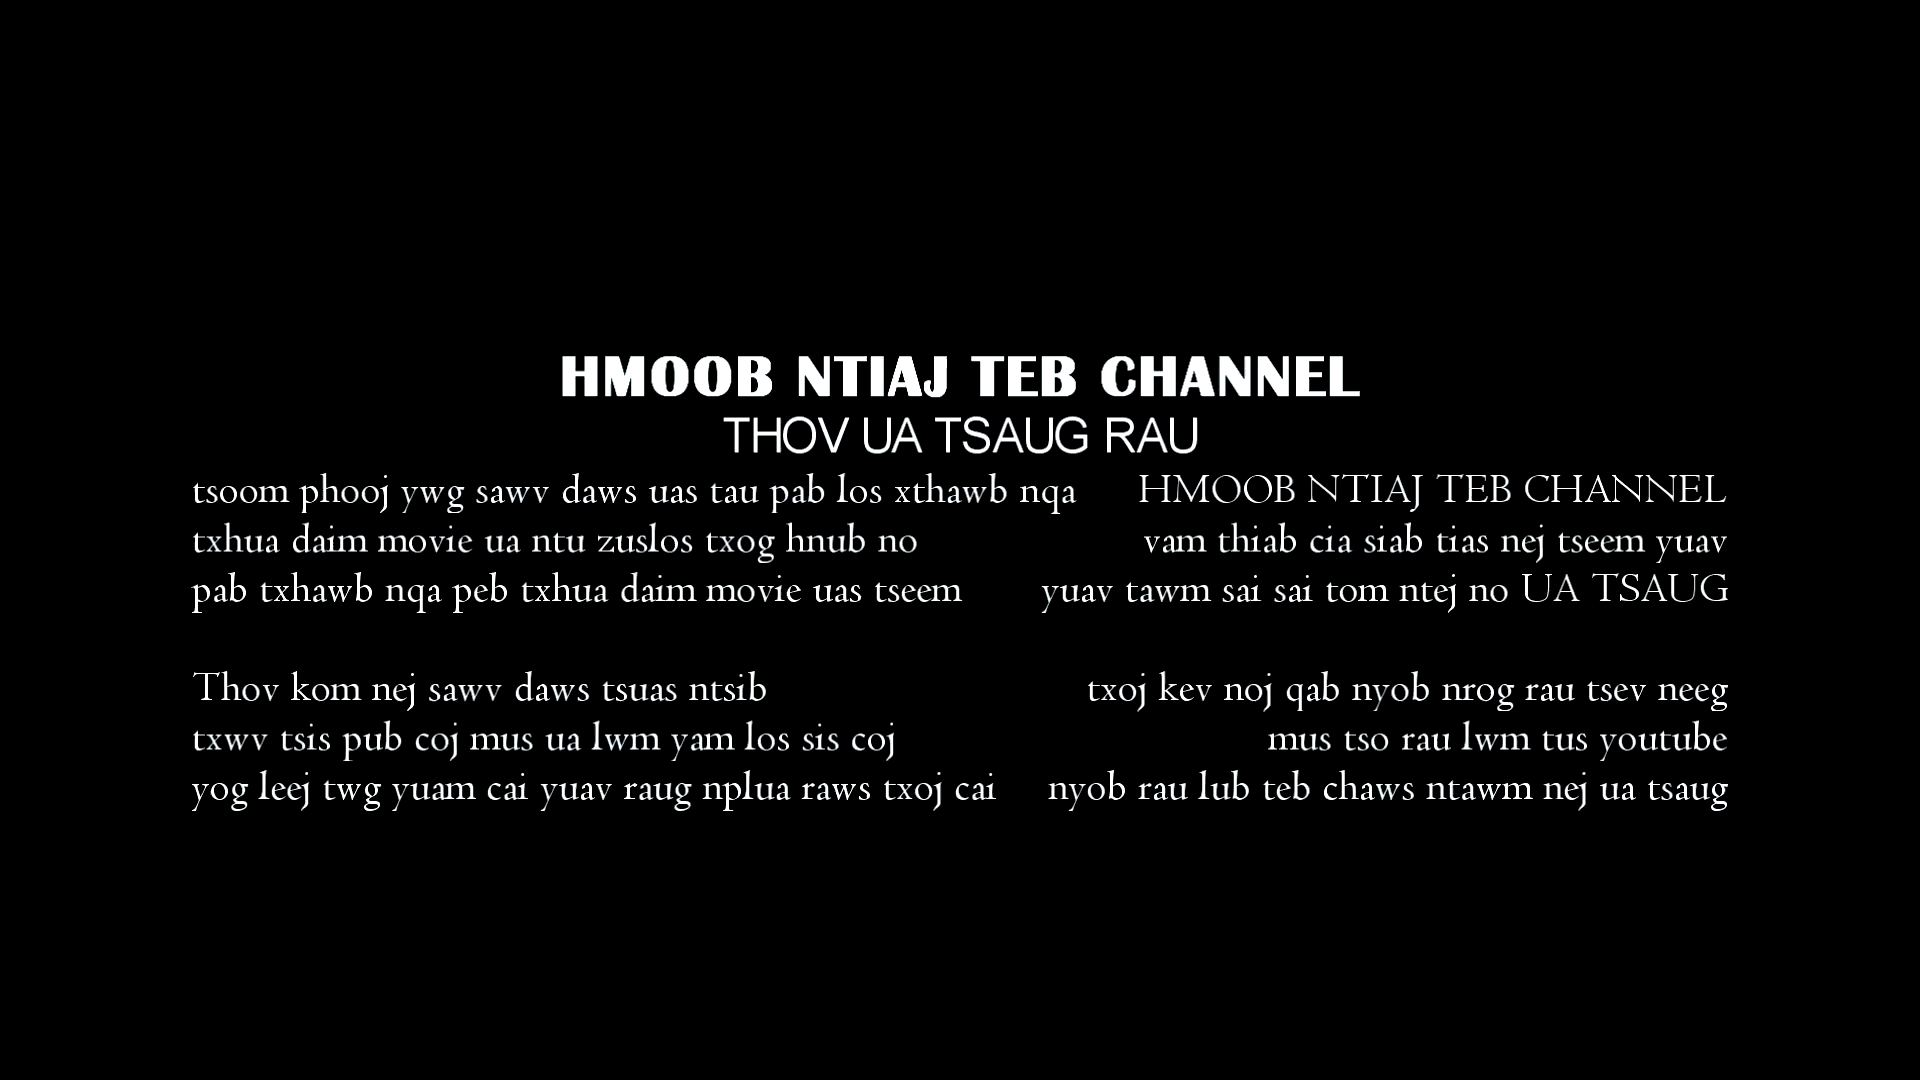 HMOOB NTIAJ TEB CHANNEL
THOV UA TSAUG RAU
tsoom phooj ywg sawv daws uas tau pab los xthawb nqa HMOOB NTIAJ TEB CHANNEL
txhua daim movie ua ntu zuslos txog hnub no vam thiab cia siab tias nej tseem yuav
pab txhawb nqa peb txhua daim movie uas tseem yuav tawm sai sai tom ntej no UA TSAUG
Thov kom nej sawv daws tsuas ntsib txoj kev noj qab nyob nrog rau tsev neeg
txwv tsis pub coj mus ua lwm yam los sis coj mus tso rau lwm tus youtube
yog leej twg yuam cai yuav raug nplua raws txoj cai nyob rau lub teb chaws ntawm nej ua tsaug